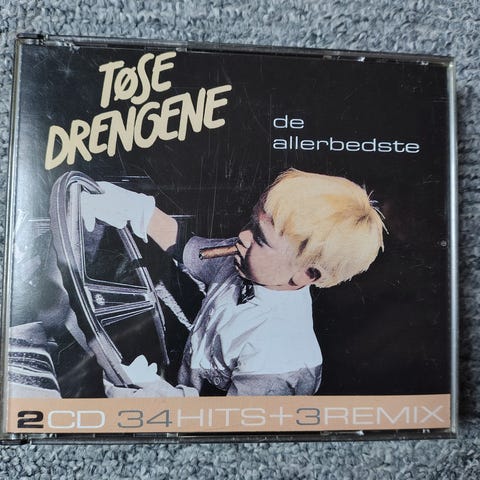 TØSE
DRENGENE
de
allerbedste
2CD 34HITS+3REMIX